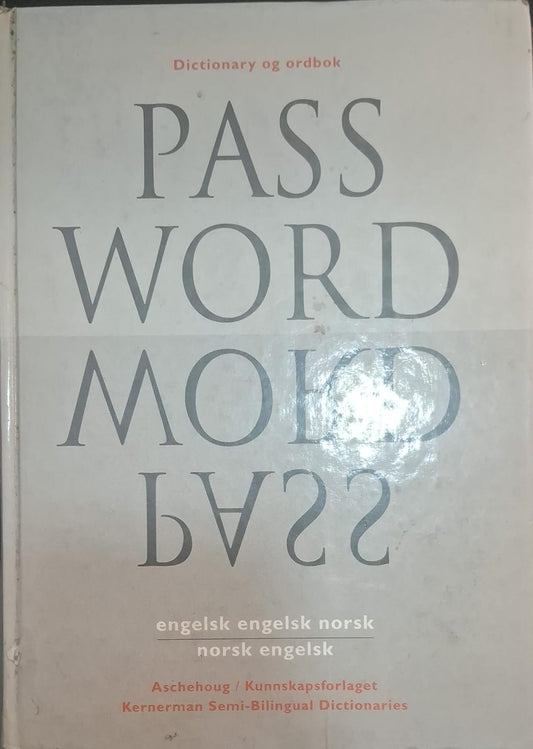 Dictionary og ordbok
PASS
WORD
WORD
PASS
engelsk engelsk norsk
norsk engelsk
Aschehoug / Kunnskapsforlaget
Kernerman Semi-Bilingual Dictionaries